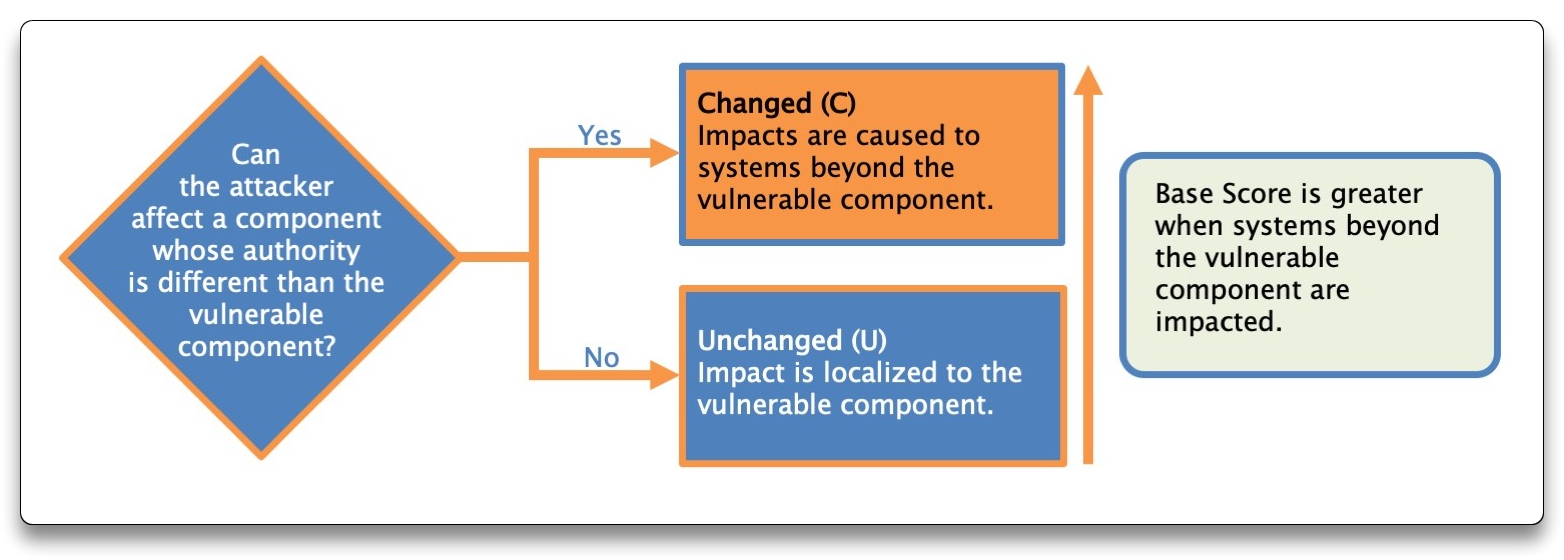 Can
the attacker
affect a component
whose authority
is different than the
vulnerable
component?
Yes
Changed (C)
Impacts are caused to
systems beyond the
vulnerable component.
No
Unchanged (U)
Impact is localized to the
vulnerable component.
Base Score is greater
when systems beyond
the vulnerable
component are
impacted.